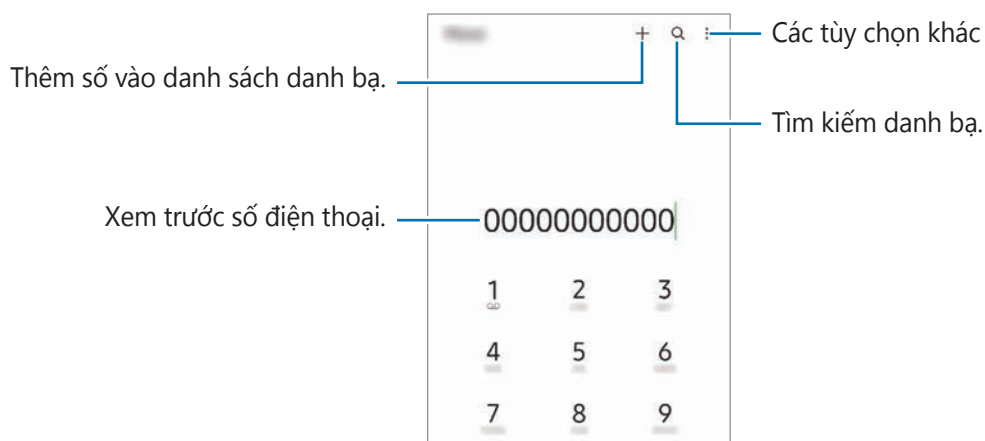 Các tùy chọn khác
Thêm số vào danh sách danh bạ.
Tìm kiếm danh bạ.
Xem trước số điện thoại.
00000000000
1 2 3
4 5 6
7 8 9